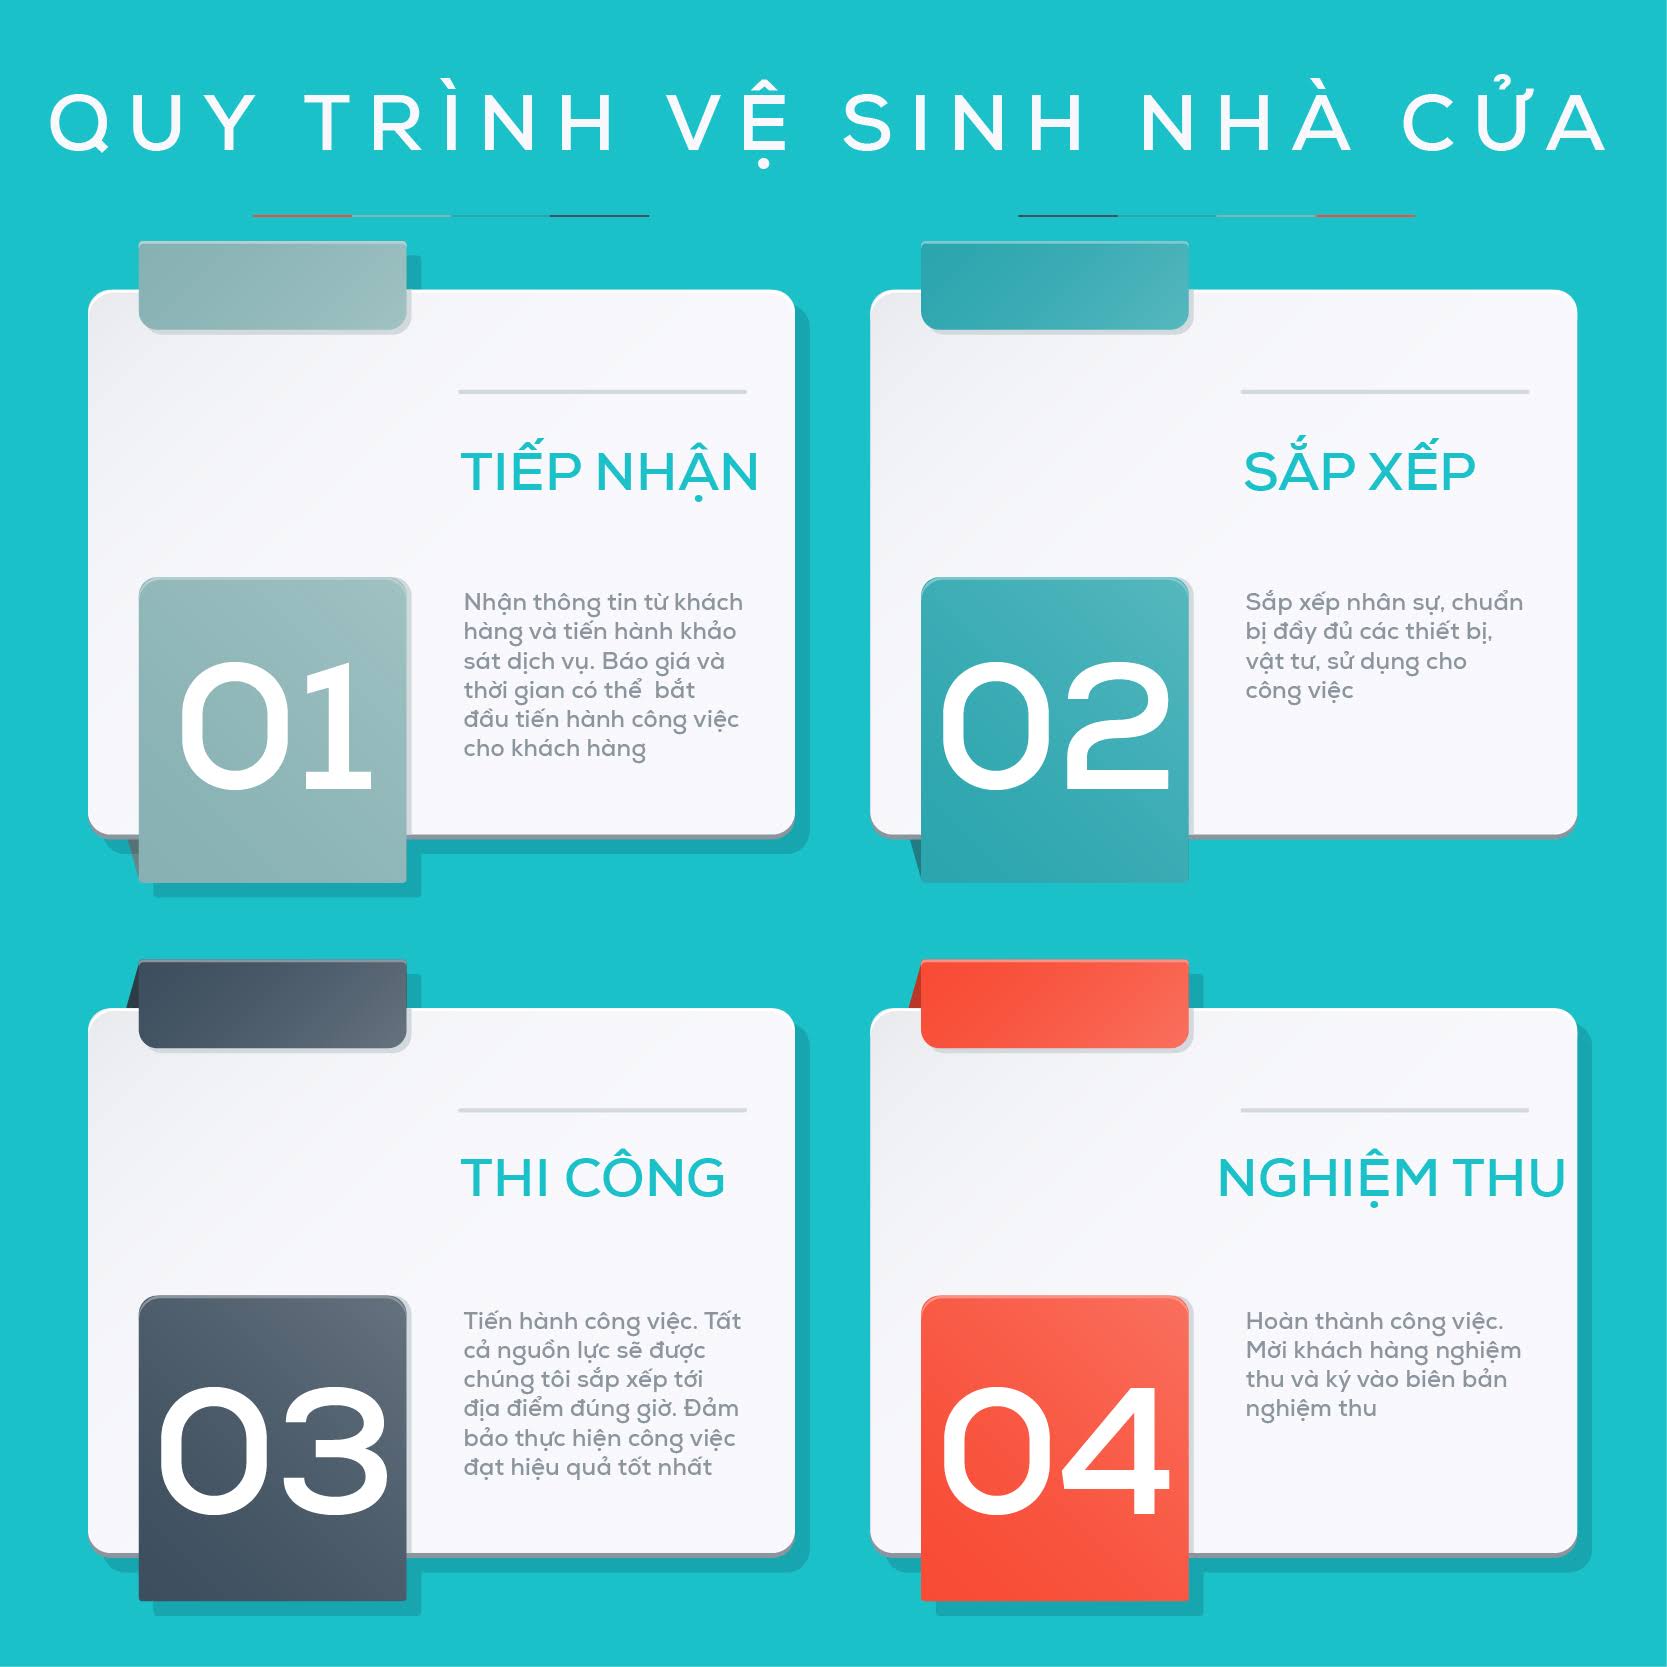 QUY TRÌNH VỆ SINH NHÀ CỬA
TIẾP NHẬN
01
Nhận thông tin từ khách
hàng và tiến hành khảo
sát dịch vụ. Báo giá và
thời gian có thể  bắt
đầu tiến hành công việc
cho khách hàng
SẮP XẾP
02
Sắp xếp nhân sự, chuẩn
bị đầy đủ các thiết bị,
vật tư, sử dụng cho
công việc
THI CÔNG
03
Tiến hành công việc. Tất
cả nguồn lực sẽ được
chúng tôi sắp xếp tới
địa điểm đúng giờ. Đảm
bảo thực hiện công việc
đạt hiệu quả tốt nhất
NGHIỆM THU
04
Hoàn thành công việc.
Mời khách hàng nghiệm
thu và ký vào biên bản
nghiệm thu